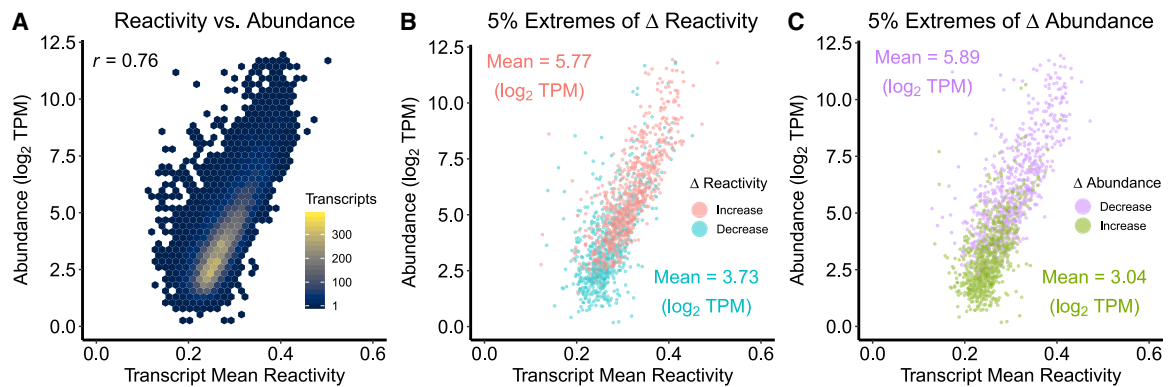 A
Reactivity vs. Abundance
12.5
10.0
7.5
5.0
2.5
0.0
Abundance (log₂ TPM)
r = 0.76
Transcripts
300
200
100
1
0.0 0.2 0.4 0.6
Transcript Mean Reactivity
B
5% Extremes of Δ Reactivity
12.5
10.0
7.5
5.0
2.5
0.0
Abundance (log₂ TPM)
Mean = 5.77
(log₂ TPM)
Δ Reactivity
Increase
Decrease
Mean = 3.73
(log₂ TPM)
0.0 0.2 0.4 0.6
Transcript Mean Reactivity
C
5% Extremes of Δ Abundance
12.5
10.0
7.5
5.0
2.5
0.0
Abundance (log₂ TPM)
Mean = 5.89
(log₂ TPM)
Δ Abundance
Decrease
Increase
Mean = 3.04
(log₂ TPM)
0.0 0.2 0.4 0.6
Transcript Mean Reactivity